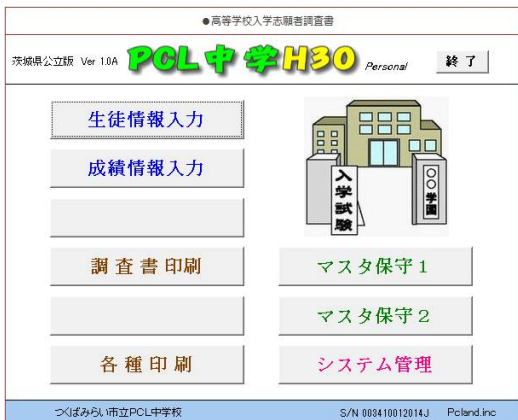 ●高等学校入学志願者調査書
茨城県公立版 Ver 1.0A PCL中学H30 Personal 終了
生徒情報入力
成績情報入力
入学試験
○○学園
調査書印刷 マスタ保守1
マスタ保守2
各種印刷 システム管理
つくばみらい市立PCL中学校 S/N 003410012014J Pcland.inc